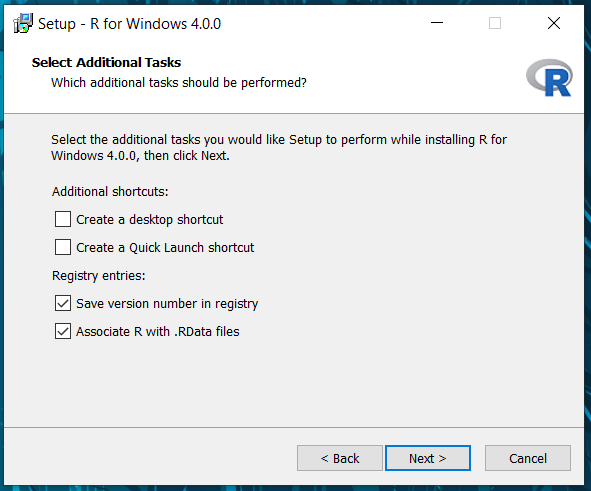 Setup - R for Windows 4.0.0
Select Additional Tasks
Which additional tasks should be performed?
R
Select the additional tasks you would like Setup to perform while installing R for
Windows 4.0.0, then click Next.
Additional shortcuts:
Create a desktop shortcut
Create a Quick Launch shortcut
Registry entries:
Save version number in registry
Associate R with .RData files
< Back
Next >
Cancel